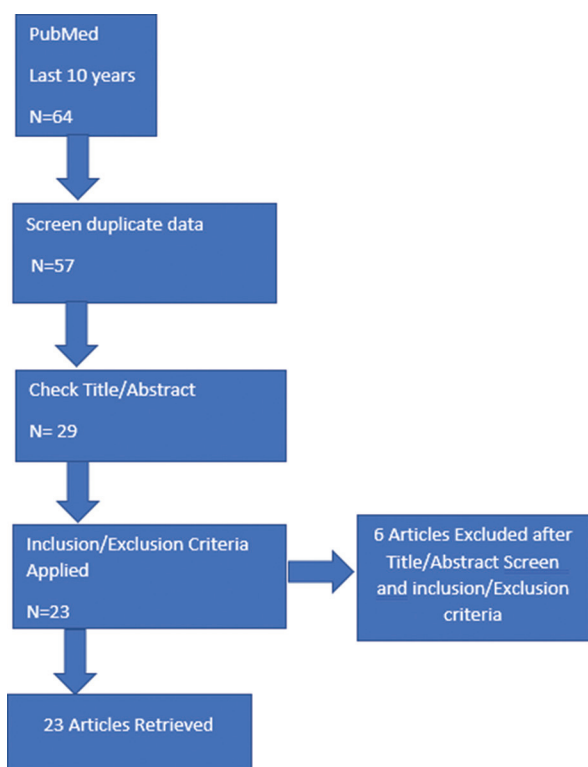 PubMed
Last 10 years
N=64
Screen duplicate data
N=57
Check Title/Abstract
N= 29
Inclusion/Exclusion Criteria
Applied
N=23
6 Articles Excluded after
Title/Abstract Screen
and inclusion/Exclusion
criteria
23 Articles Retrieved